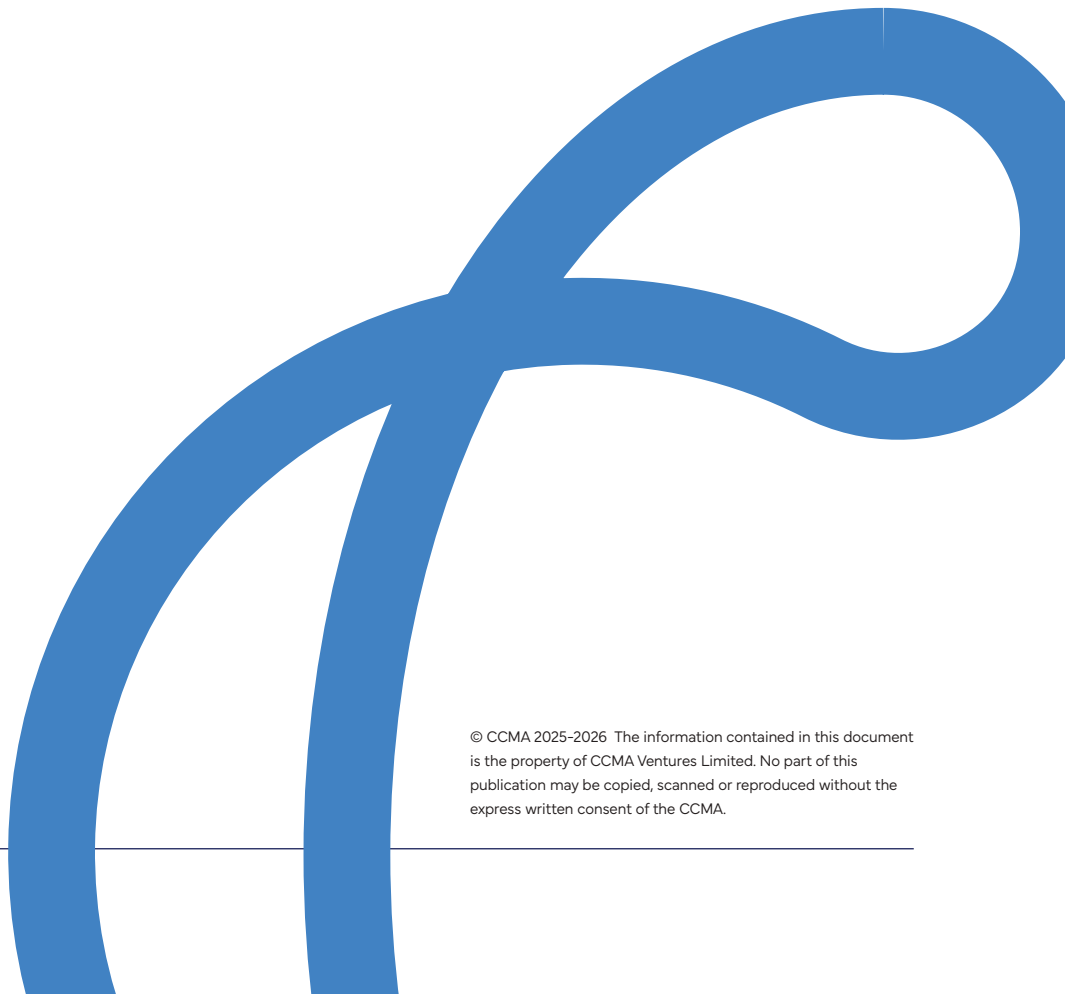 © CCMA 2025-2026  The information contained in this document
is the property of CCMA Ventures Limited. No part of this
publication may be copied, scanned or reproduced without the
express written consent of the CCMA.